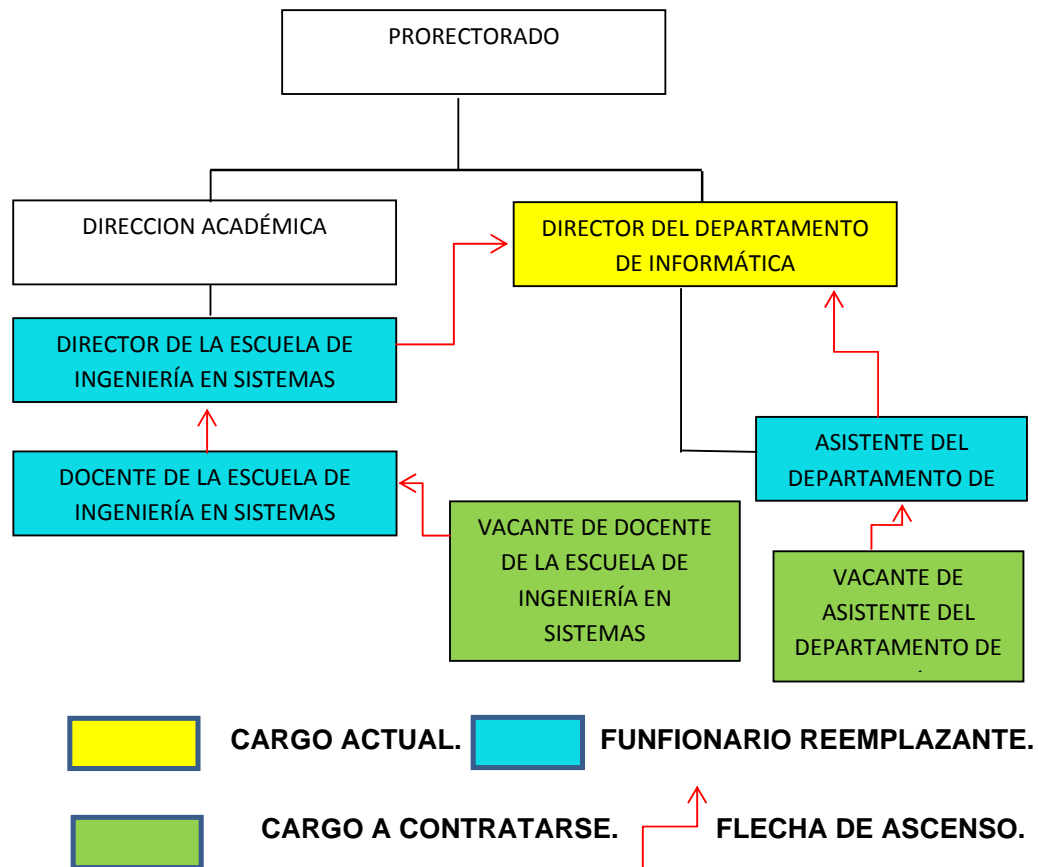 PRORECTORADO
DIRECCION ACADÉMICA
DIRECTOR DEL DEPARTAMENTO
DE INFORMÁTICA
DIRECTOR DE LA ESCUELA DE
INGENIERÍA EN SISTEMAS
ASISTENTE DEL
DEPARTAMENTO DE
DOCENTE DE LA ESCUELA DE
INGENIERÍA EN SISTEMAS
VACANTE DE DOCENTE
DE LA ESCUELA DE
INGENIERÍA EN
SISTEMAS
VACANTE DE
ASISTENTE DEL
DEPARTAMENTO DE
CARGO ACTUAL.
FUNFIONARIO REEMPLAZANTE.
CARGO A CONTRATARSE.
FLECHA DE ASCENSO.